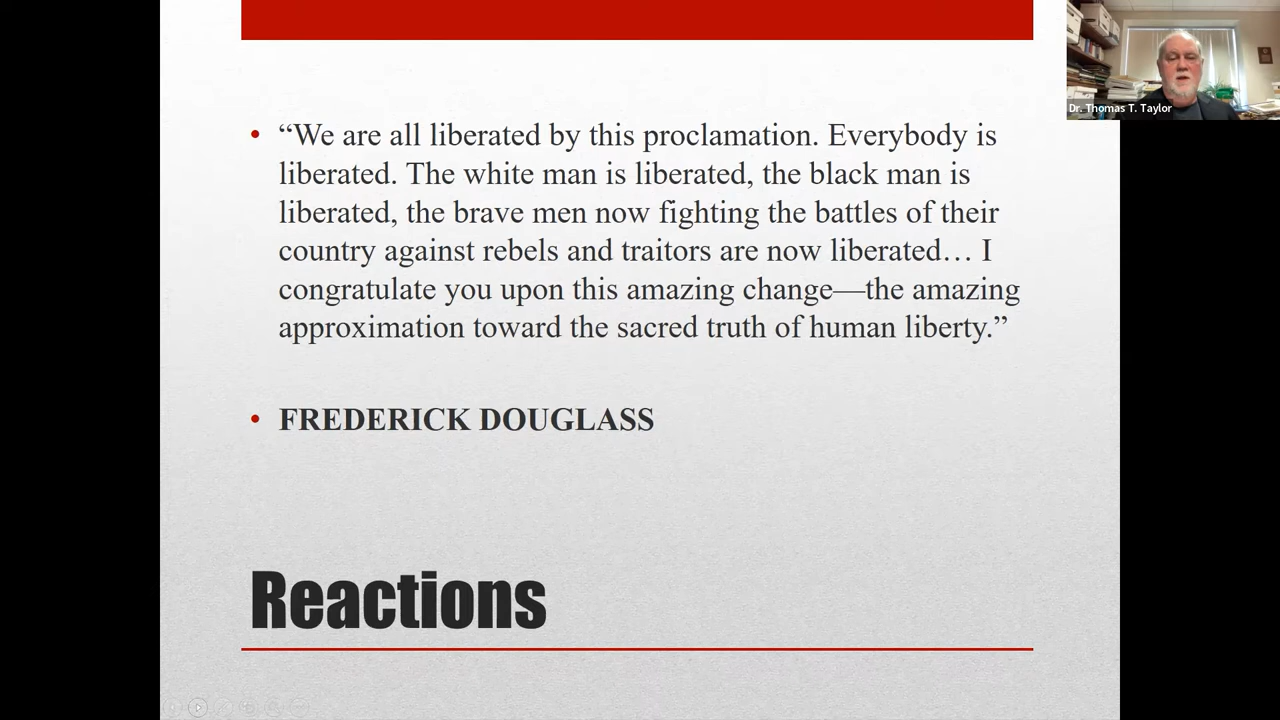 “We are all liberated by this proclamation. Everybody is
liberated. The white man is liberated, the black man is
liberated, the brave men now fighting the battles of their
country against rebels and traitors are now liberated… I
congratulate you upon this amazing change—the amazing
approximation toward the sacred truth of human liberty.”
FREDERICK DOUGLASS
Reactions
Dr. Thomas T. Taylor